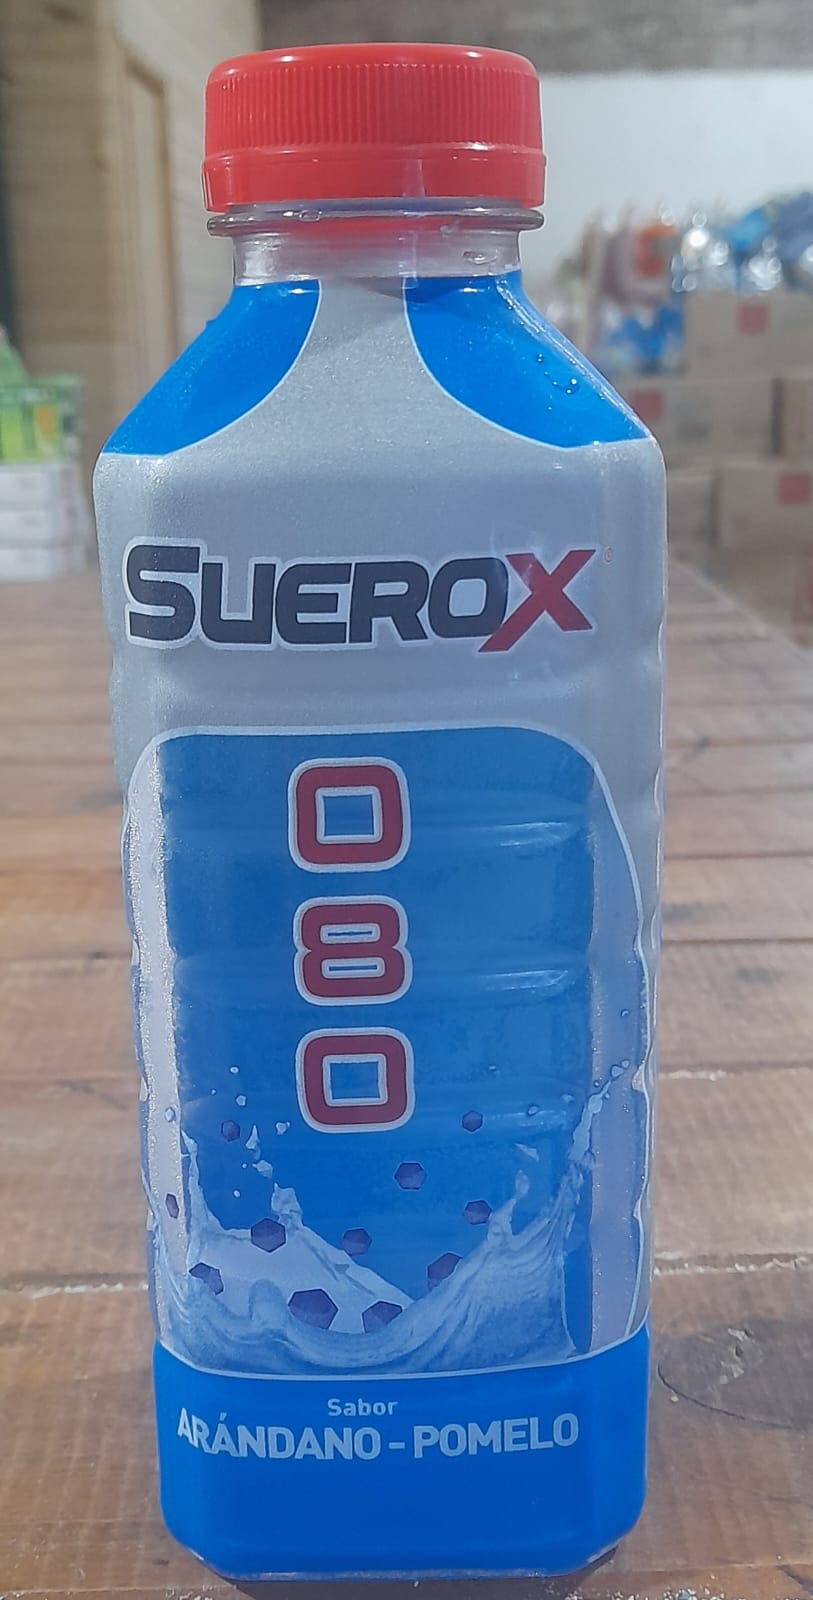 SUEROX
0
8
0
Sabor
ARÁNDANO - POMELO